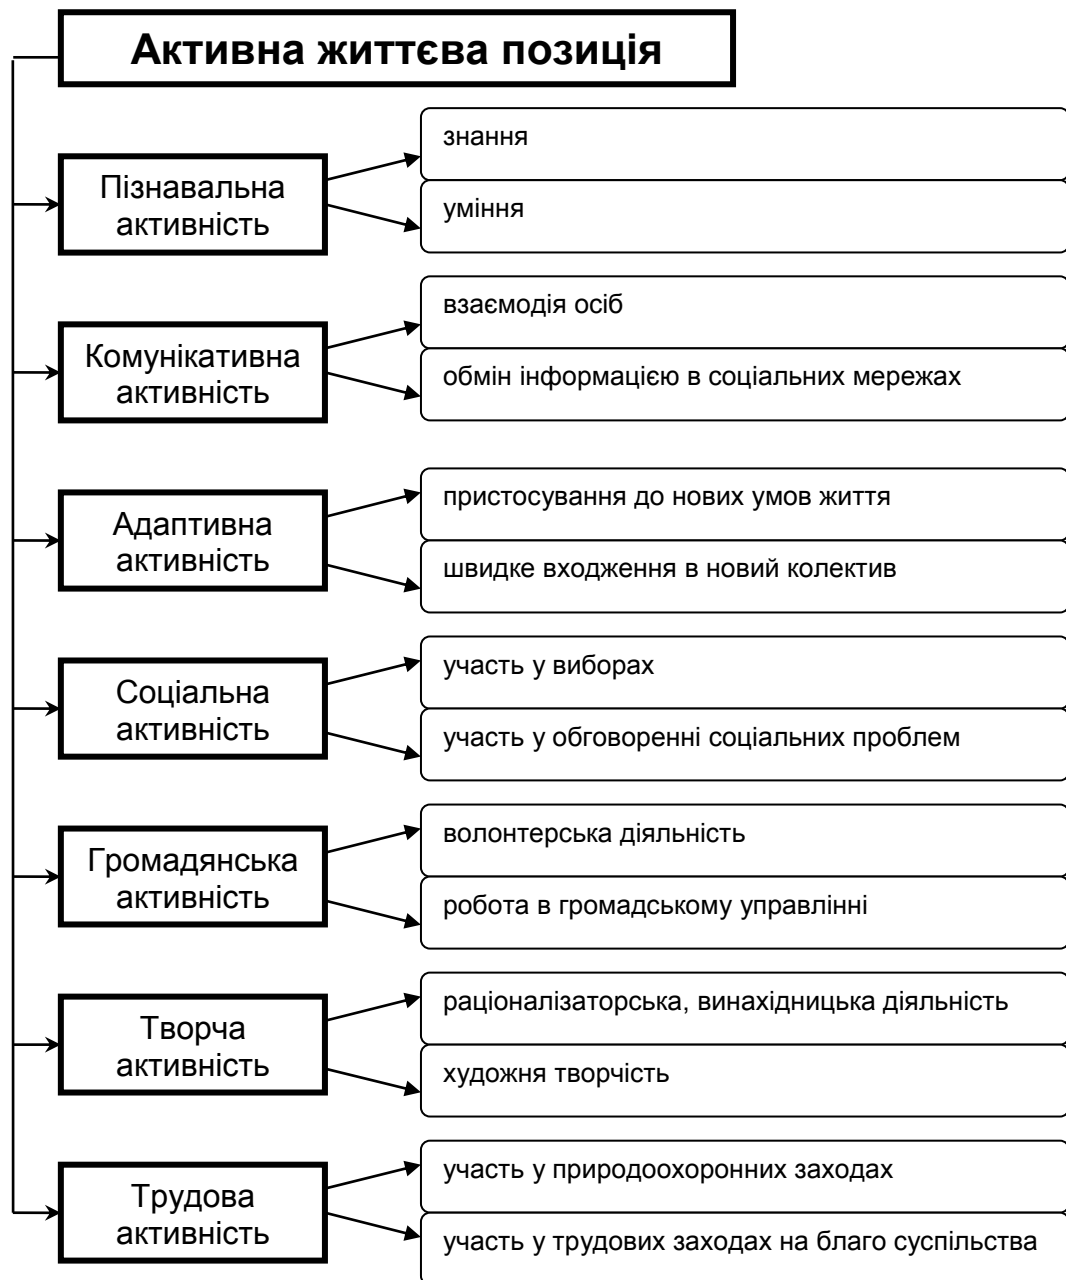 Активна життєва позиція
Пізнавальна
активність
знання
уміння
Комунікативна
активність
взаємодія осіб
обмін інформацією в соціальних мережах
Адаптивна
активність
пристосування до нових умов життя
швидке входження в новий колектив
Соціальна
активність
участь у виборах
участь у обговоренні соціальних проблем
Громадянська
активність
волонтерська діяльність
робота в громадському управлінні
Творча
активність
раціоналізаторська, винахідницька діяльність
художня творчість
Трудова
активність
участь у природоохоронних заходах
участь у трудових заходах на благо суспільства